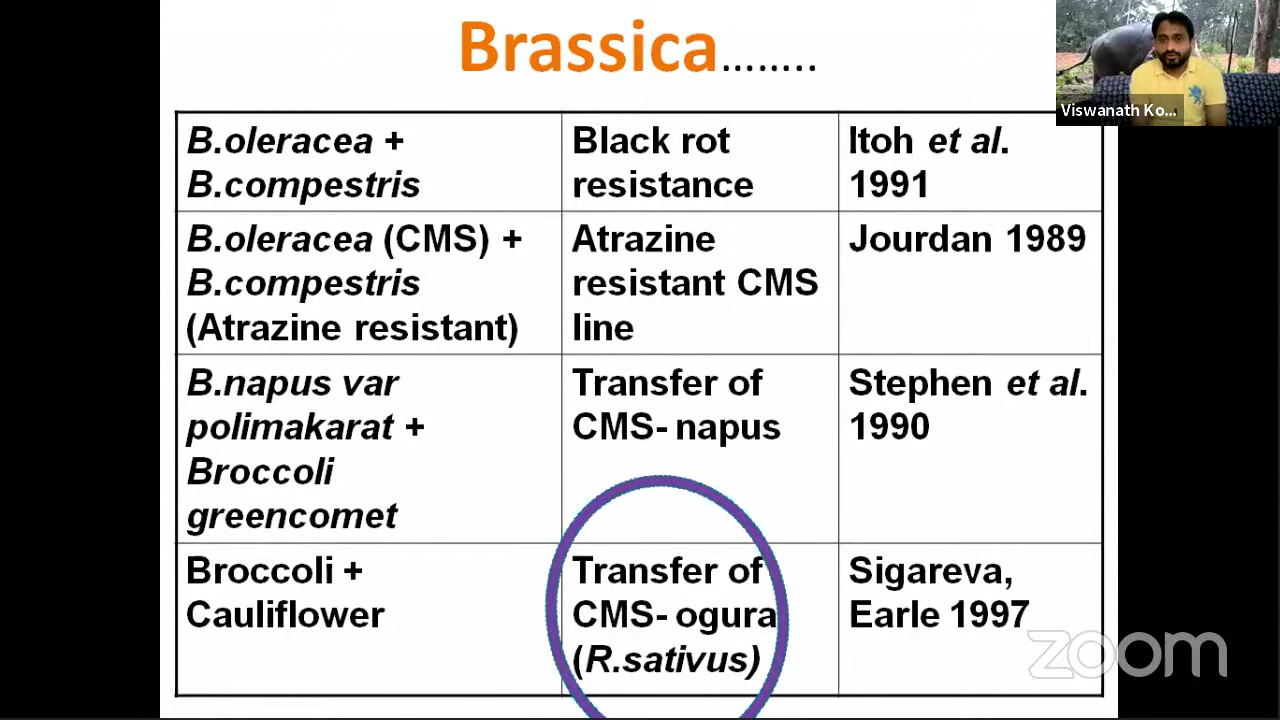 Brassica........
Viswanath Ko...
B.oleracea +
B.compestris
Black rot
resistance
Itoh et al.
1991
B.oleracea (CMS) +
B.compestris
(Atrazine resistant)
Atrazine
resistant CMS
line
Jourdan 1989
B.napus var
polimakarat +
Broccoli
greencomet
Transfer of
CMS- napus
Stephen et al.
1990
Broccoli +
Cauliflower
Transfer of
CMS- ogura
(R.sativus)
Sigareva,
Earle 1997
zoom